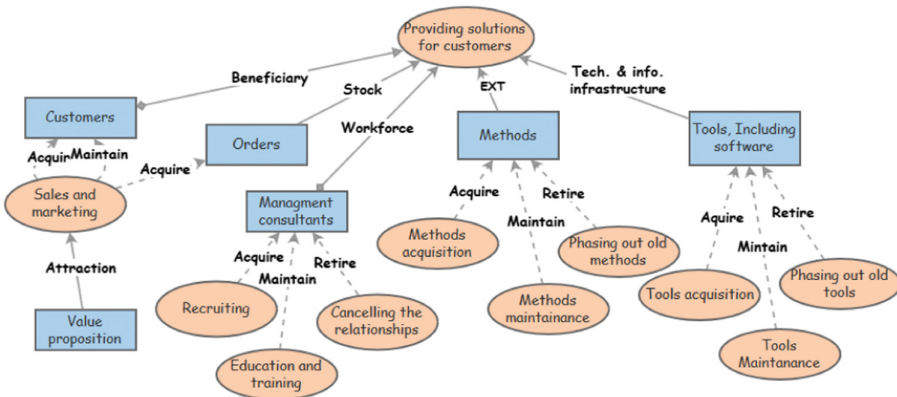 Providing solutions
for customers
Beneficiary
Stock
Workforce
EXT
Tech. & info.
infrastructure
Customers
Orders
Methods
Tools, Including
software
Acquir
Maintain
Acquire
Sales and
marketing
Managment
consultants
Acquire
Maintain
Retire
Acquire
Maintain
Retire
Aquire
Mintain
Retire
Methods
acquisition
Phasing out old
methods
Attraction
Recruiting
Cancelling the
relationships
Methods
maintainance
Tools acquisition
Phasing out old
tools
Value
proposition
Education and
training
Tools
Maintanance